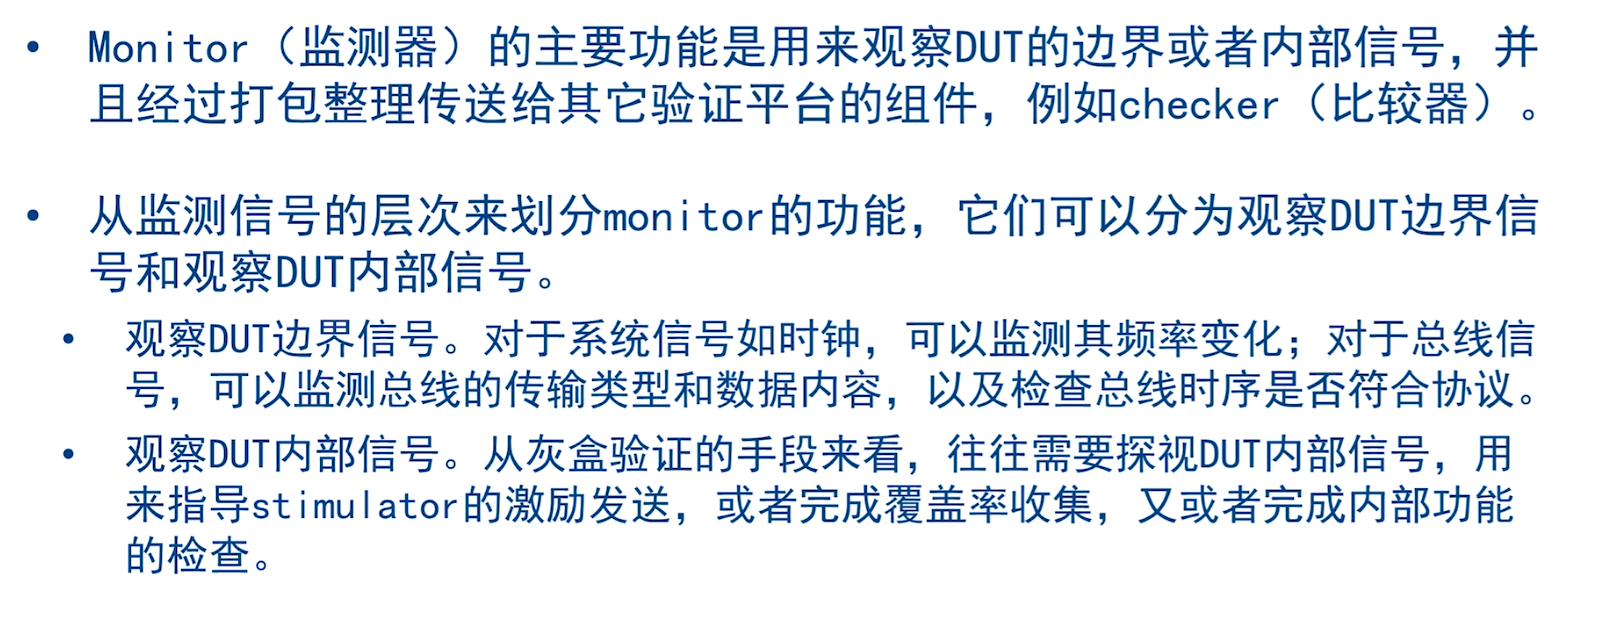 • Monitor（监测器）的主要功能是用来观察DUT的边界或者内部信号，并
且经过打包整理传送给其它验证平台的组件，例如checker（比较器）。
• 从监测信号的层次来划分monitor的功能，它们可以分为观察DUT边界信
号和观察DUT内部信号。
• 观察DUT边界信号。对于系统信号如时钟，可以监测其频率变化；对于总线信
号，可以监测总线的传输类型和数据内容，以及检查总线时序是否符合协议。
• 观察DUT内部信号。从灰盒验证的手段来看，往往需要探视DUT内部信号，用
来指导stimulator的激励发送，或者完成覆盖率收集，又或者完成内部功能
的检查。